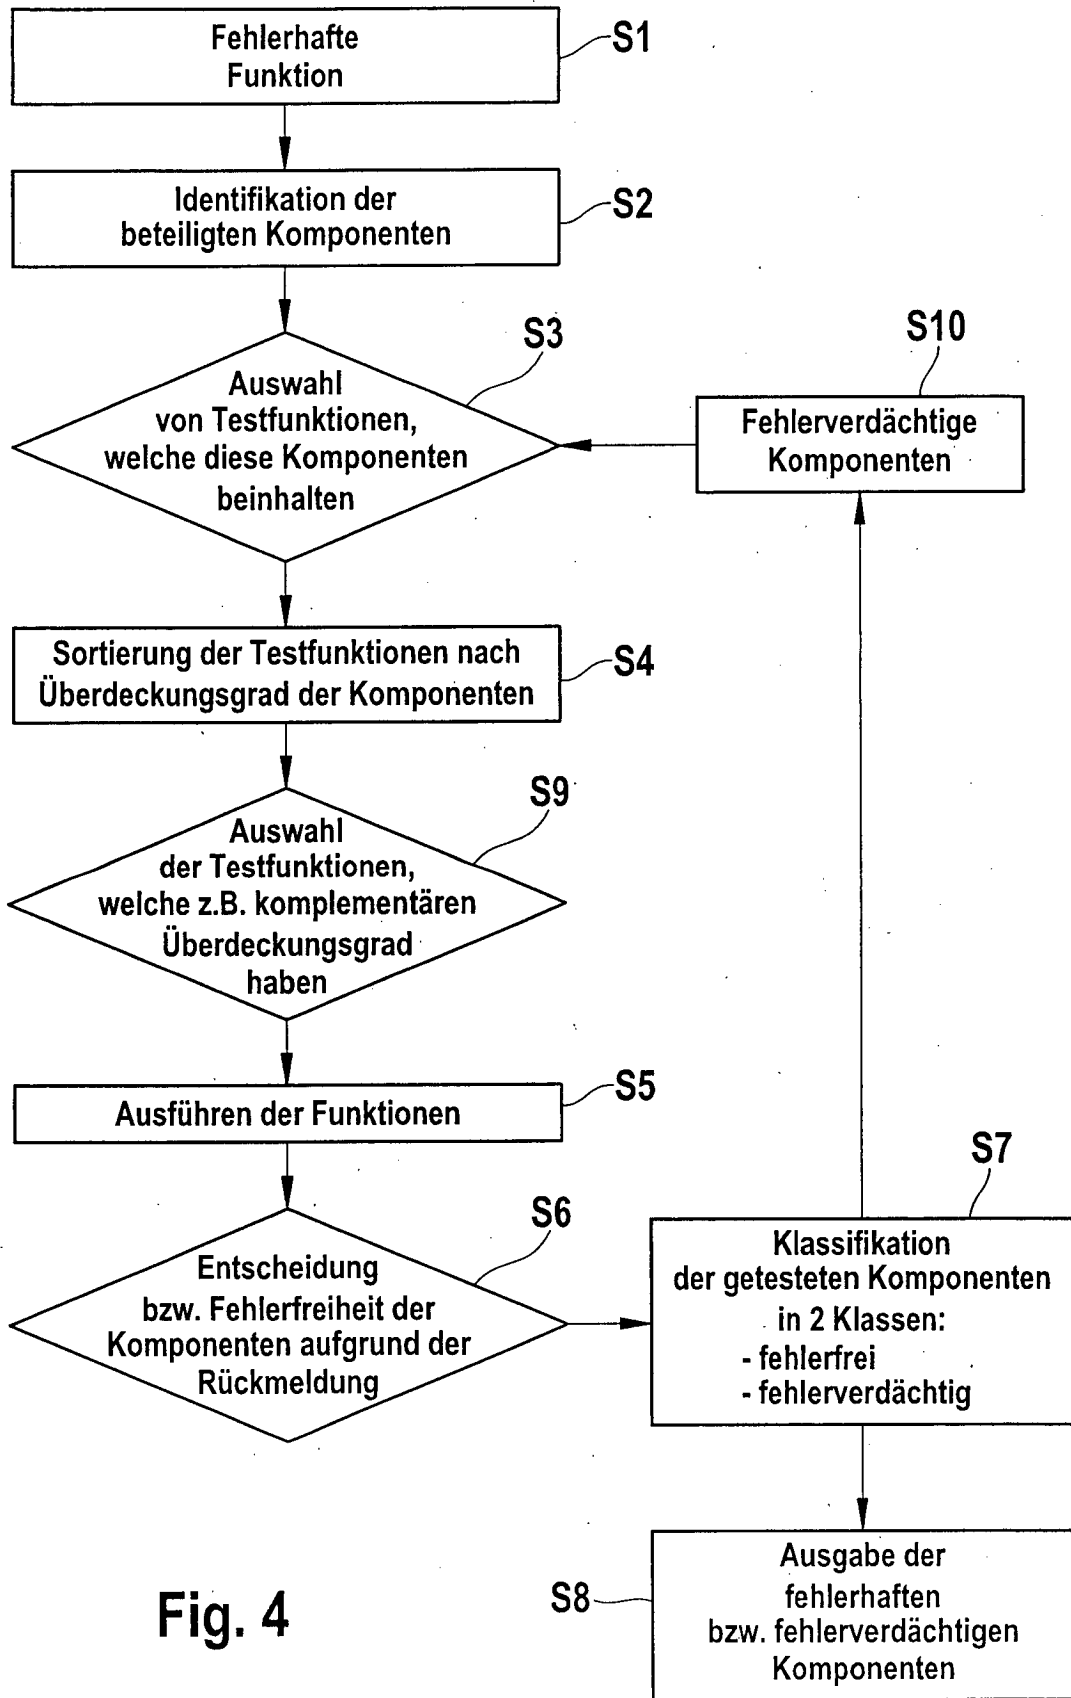 Fehlerhafte
Funktion
S1
Identifikation der
beteiligten Komponenten
S2
S3
Auswahl
von Testfunktionen,
welche diese Komponenten
beinhalten
S10
Fehlerverdächtige
Komponenten
Sortierung der Testfunktionen nach
Überdeckungsgrad der Komponenten
S4
S9
Auswahl
der Testfunktionen,
welche z.B. komplementären
Überdeckungsgrad
haben
Ausführen der Funktionen
S5
S6
Entscheidung
bzw. Fehlerfreiheit der
Komponenten aufgrund der
Rückmeldung
S7
Klassifikation
der getesteten Komponenten
in 2 Klassen:
- fehlerfrei
- fehlerverdächtig
S8
Ausgabe der
fehlerhaften
bzw. fehlerverdächtigen
Komponenten
Fig. 4